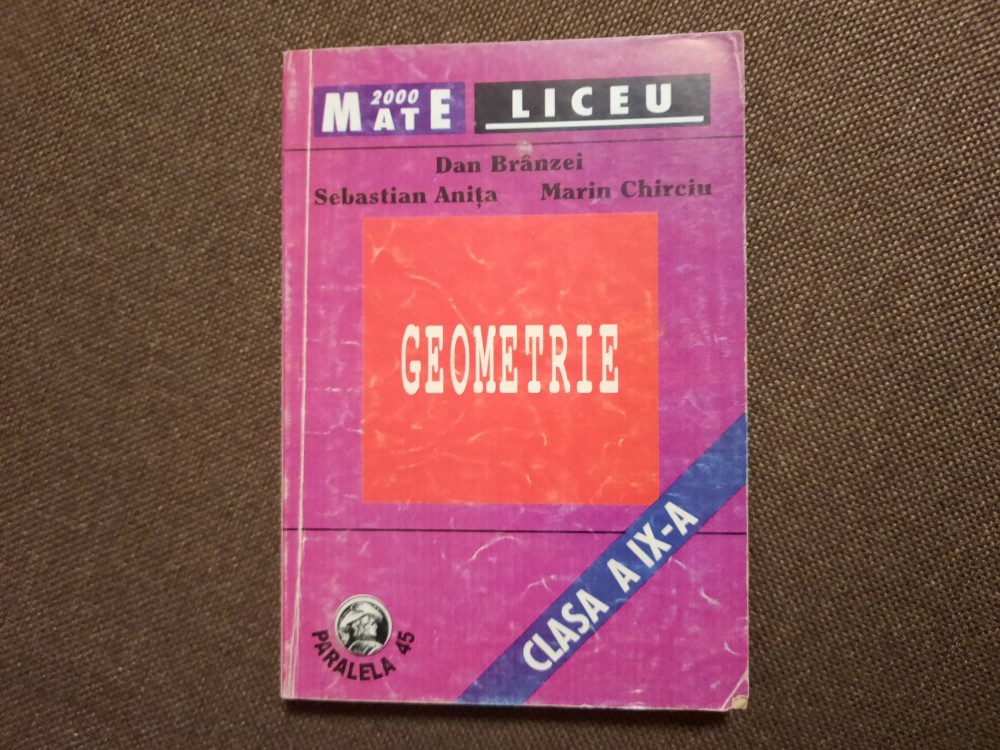 2000
MATE LICEU
Dan Brânzei
Sebastian Anița Marin Chirciu
GEOMETRIE
CLASA A IX-A
PARALELA 45